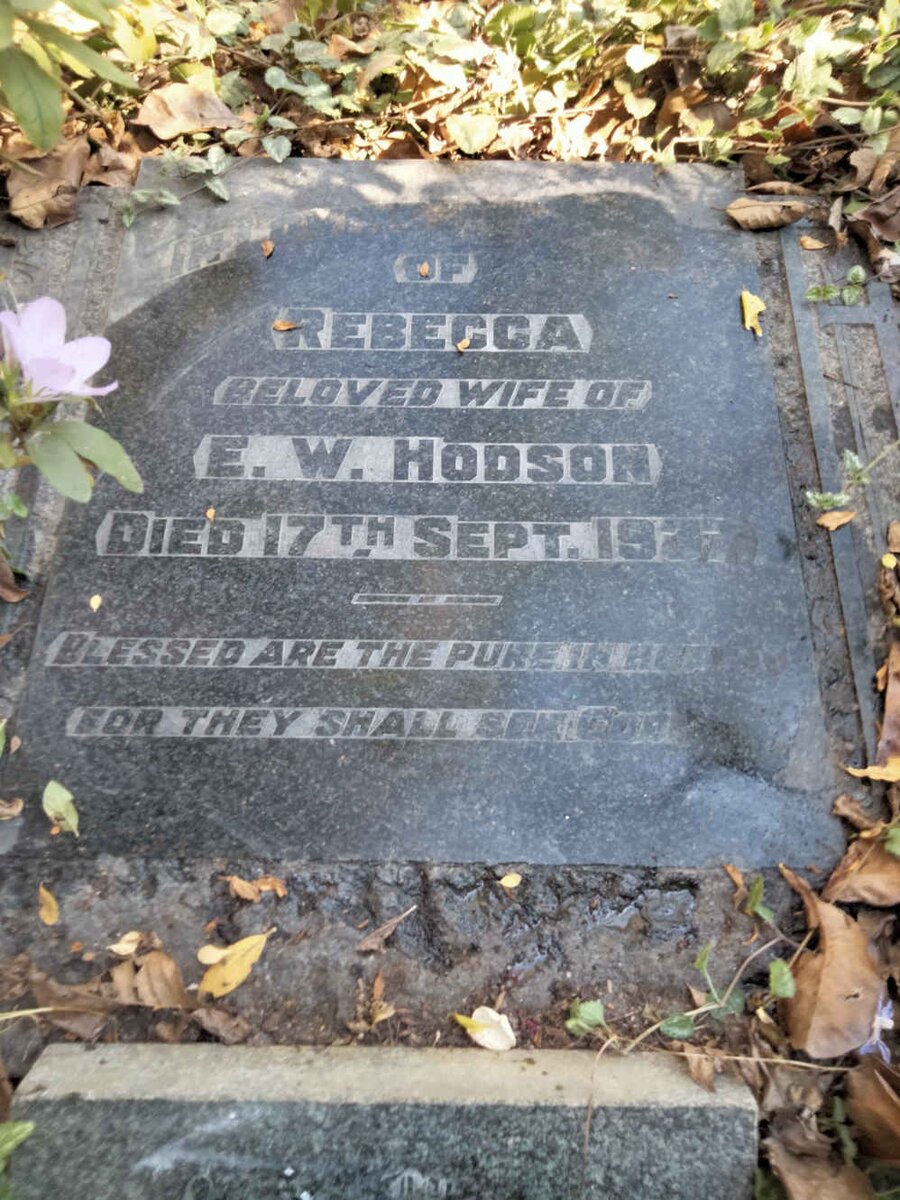 IN
OF
REBECCA
BELOVED WIFE OF
E. W. HODSON
DIED 17TH SEPT.
BLESSED ARE THE PURE IN
FOR THEY SHALL SEE GOD